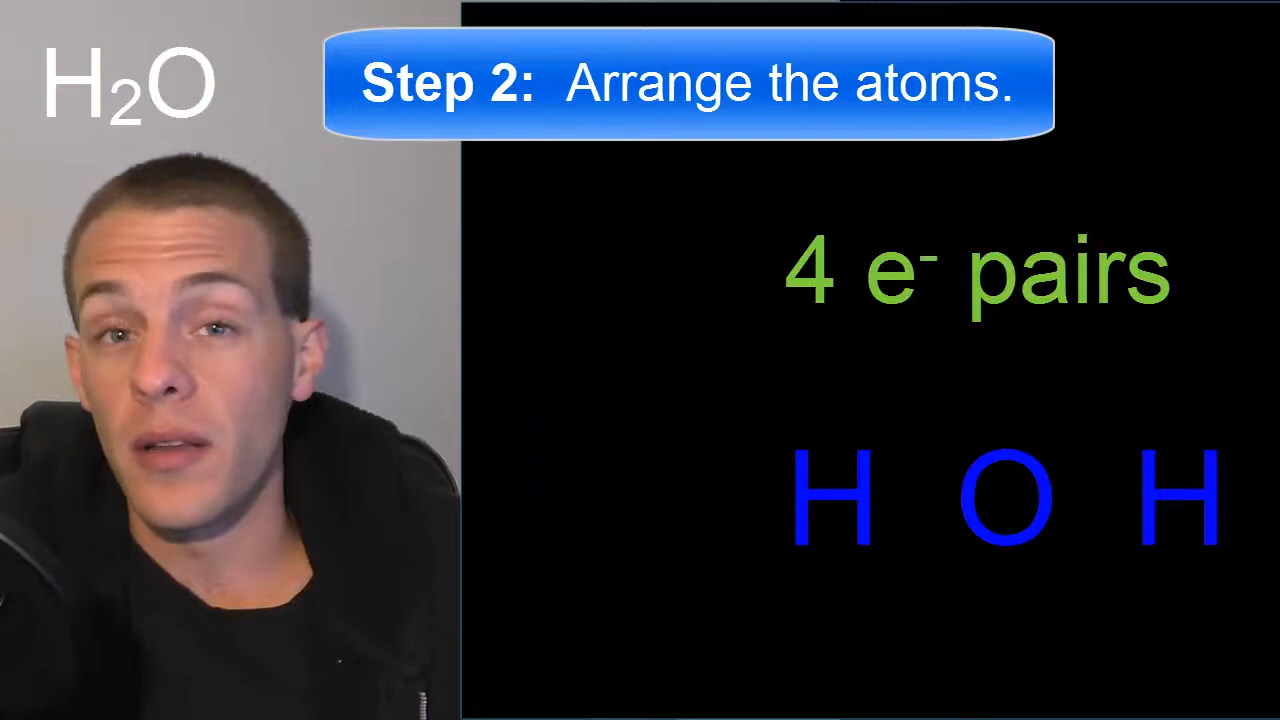 H₂O
Step 2: Arrange the atoms.
4 e⁻ pairs
H O H